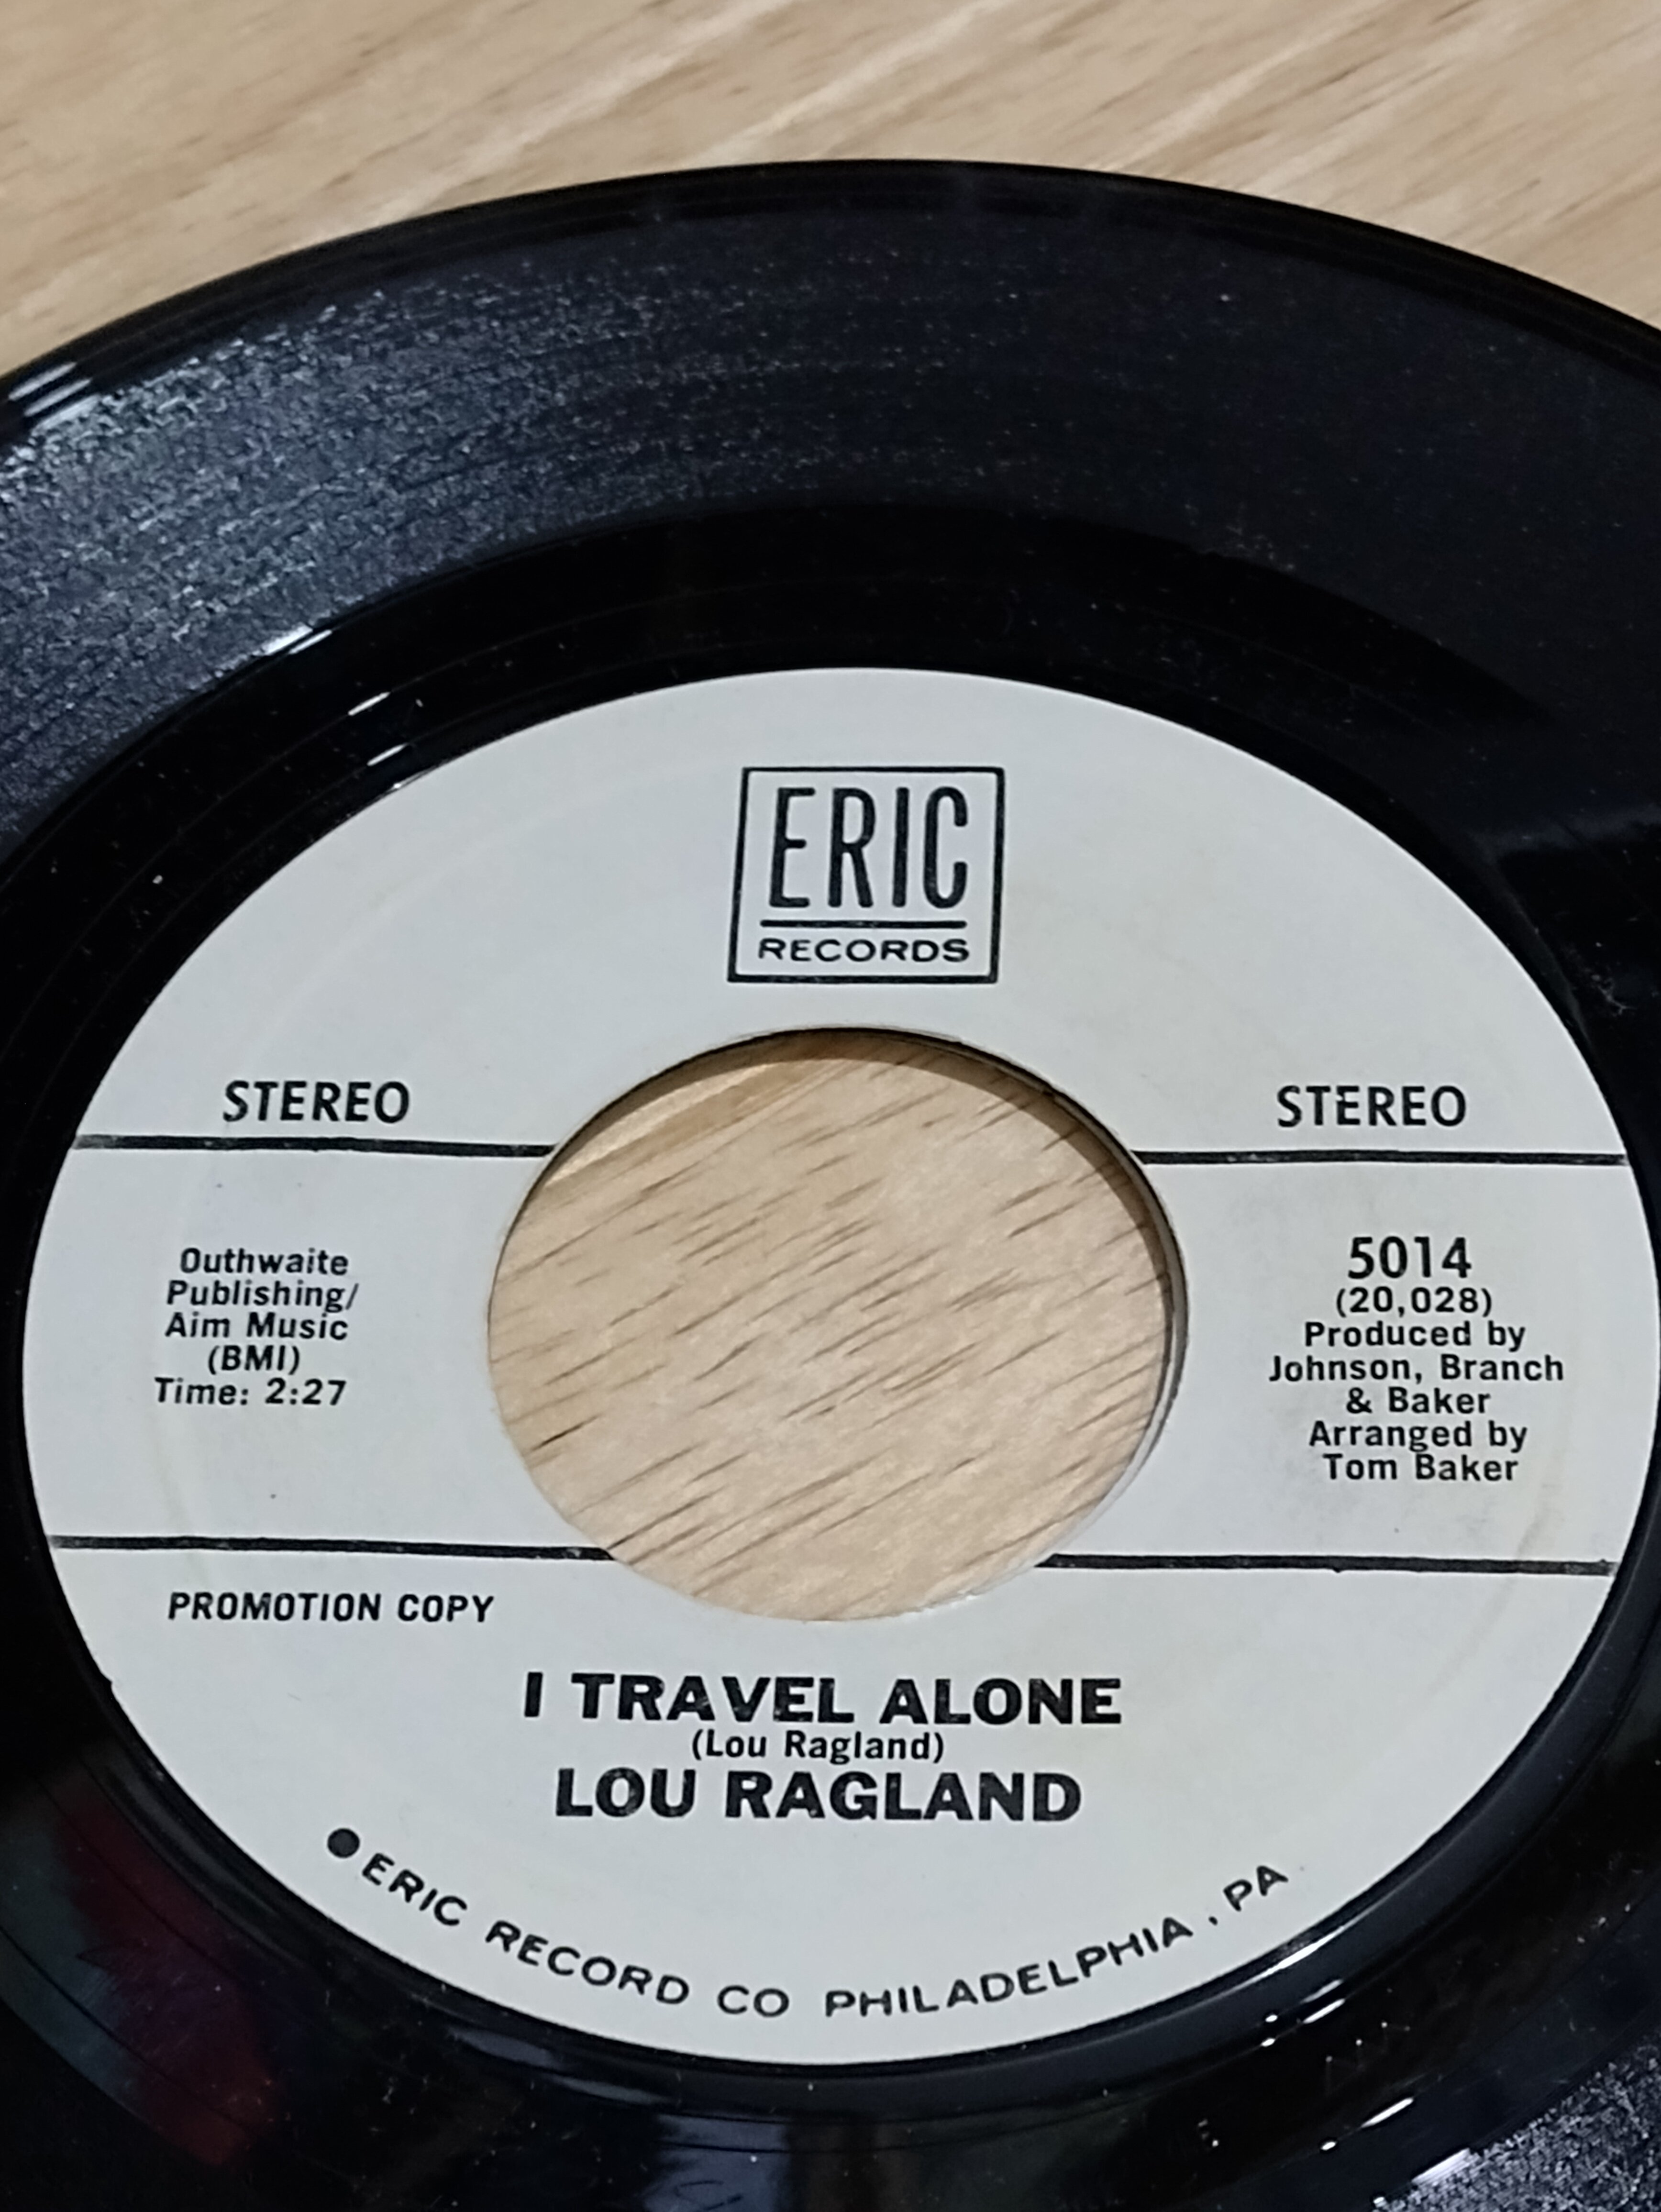 ERIC
RECORDS
STEREO
STEREO
Outhwaite
Publishing/
Aim Music
(BMI)
Time: 2:27
5014
(20,028)
Produced by
Johnson, Branch
& Baker
Arranged by
Tom Baker
PROMOTION COPY
I TRAVEL ALONE
(Lou Ragland)
LOU RAGLAND
●ERIC RECORD CO PHILADELPHIA, PA